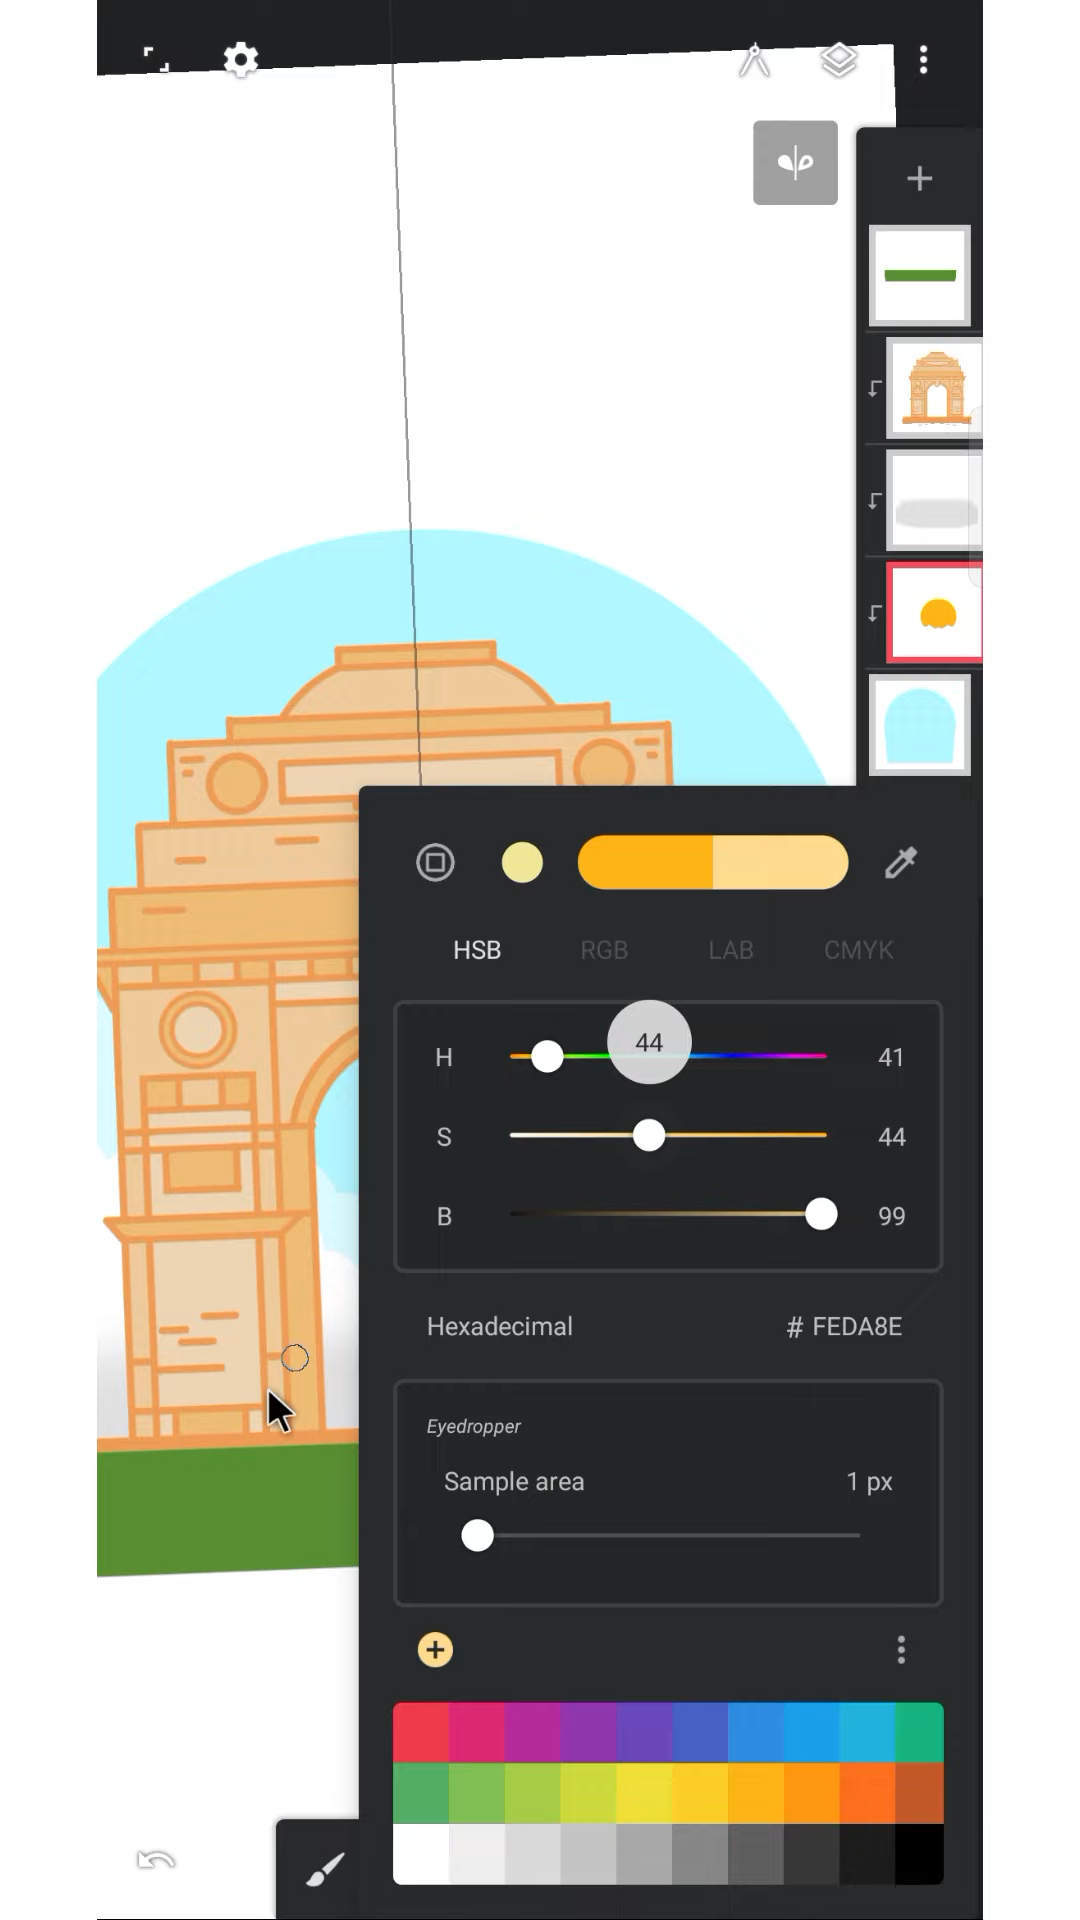 HSB RGB LAB CMYK
44
H 41
S 44
B 99
Hexadecimal # FEDA8E
Eyedropper
Sample area 1 px